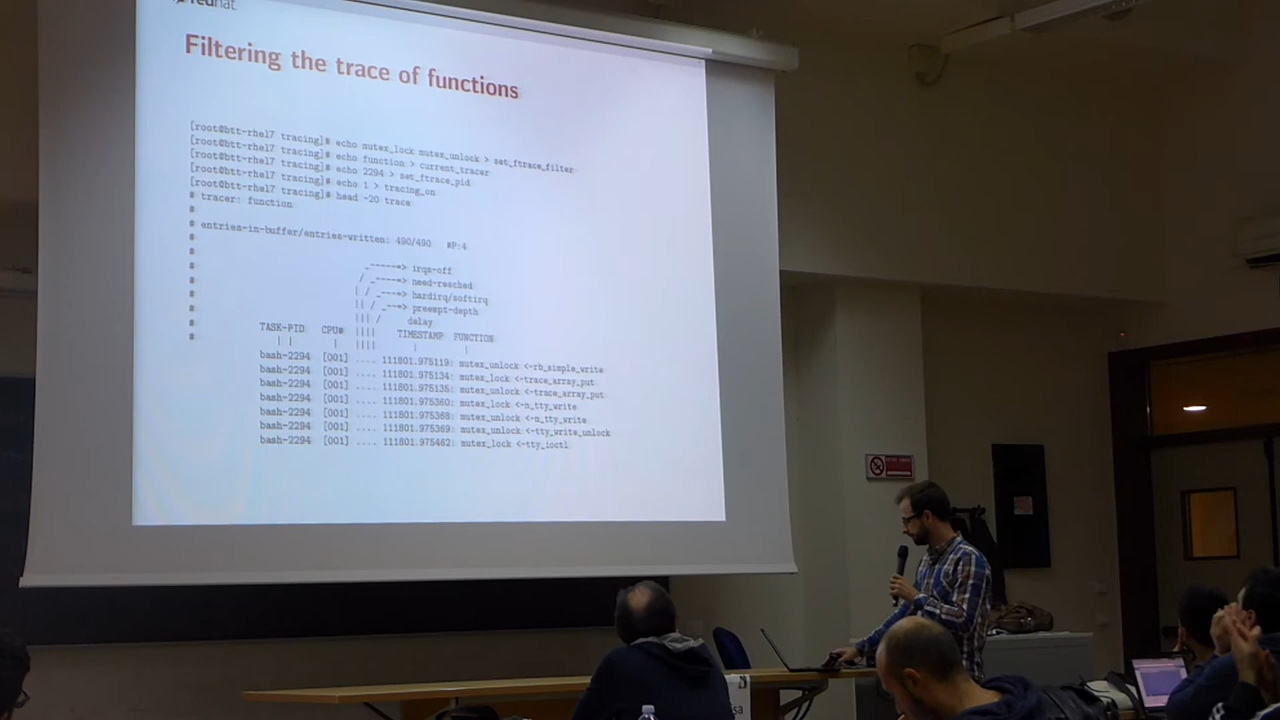 redhat
Filtering the trace of functions
[root@btt-rhel7 tracing]# echo mutex_lock mutex_unlock > set_ftrace_filter
[root@btt-rhel7 tracing]# echo function > current_tracer
[root@btt-rhel7 tracing]# echo 2294 > set_ftrace_pid
[root@btt-rhel7 tracing]# echo 1 > tracing_on
[root@btt-rhel7 tracing]# head -20 trace
# tracer: function
#
# entries-in-buffer/entries-written: 490/490 #P:4
#
# _-----=> irqs-off
# / _----=> need-resched
# | / _---=> hardirq/softirq
# || / _--=> preempt-depth
# ||| / delay
# TASK-PID CPU# |||| TIMESTAMP FUNCTION
# | | | |||| | |
bash-2294 [001] .... 111801.975119: mutex_unlock <-rb_simple_write
bash-2294 [001] .... 111801.975134: mutex_lock <-trace_array_put
bash-2294 [001] .... 111801.975135: mutex_unlock <-trace_array_put
bash-2294 [001] .... 111801.975360: mutex_lock <-n_tty_write
bash-2294 [001] .... 111801.975368: mutex_unlock <-n_tty_write
bash-2294 [001] .... 111801.975369: mutex_unlock <-tty_write_unlock
bash-2294 [001] .... 111801.975462: mutex_lock <-tty_ioctl